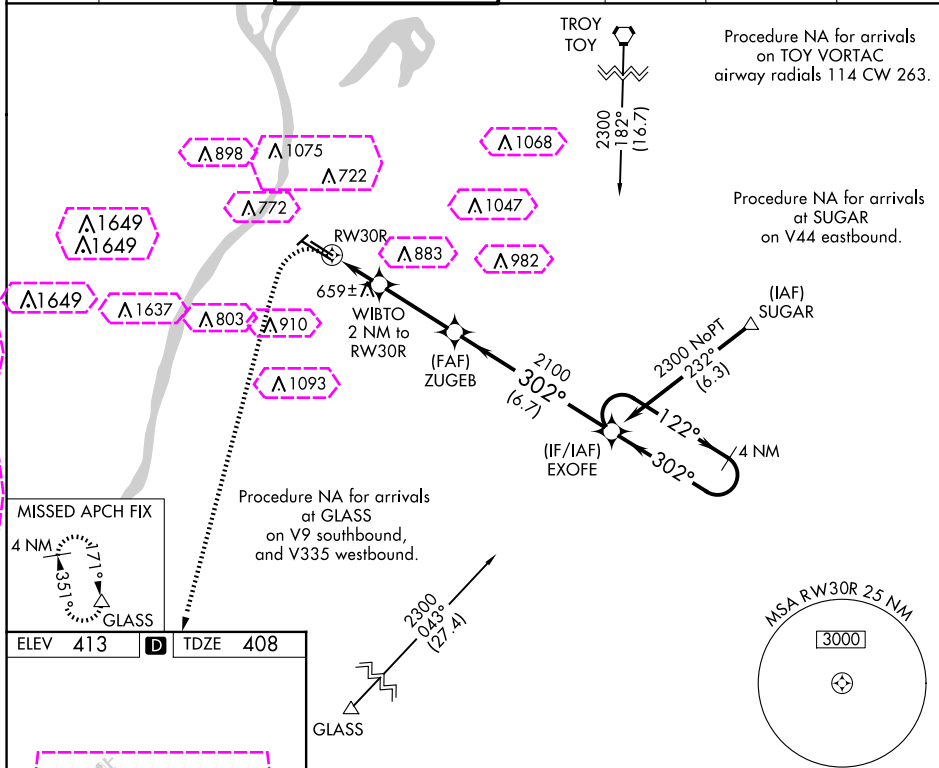 TROY
TOY
2300
182°
(16.7)
Procedure NA for arrivals
on TOY VORTAC
airway radials 114 CW 263.
898
1075
722
1068
772
1047
Procedure NA for arrivals
at SUGAR
on V44 eastbound.
1649
1649
RW30R
883
982
1649
1637
803
910
659±
WIBTO
2 NM to
RW30R
(IAF)
SUGAR
(FAF)
ZUGEB
2100
302°
(6.7)
2300 NoPT
232°
(6.3)
1093
122°
302°
4 NM
(IF/IAF)
EXOFE
Procedure NA for arrivals
at GLASS
on V9 southbound,
and V335 westbound.
MISSED APCH FIX
4 NM
171°
351°
GLASS
2300
043°
(27.4)
GLASS
MSA RW30R 25 NM
3000
ELEV 413
D
TDZE 408